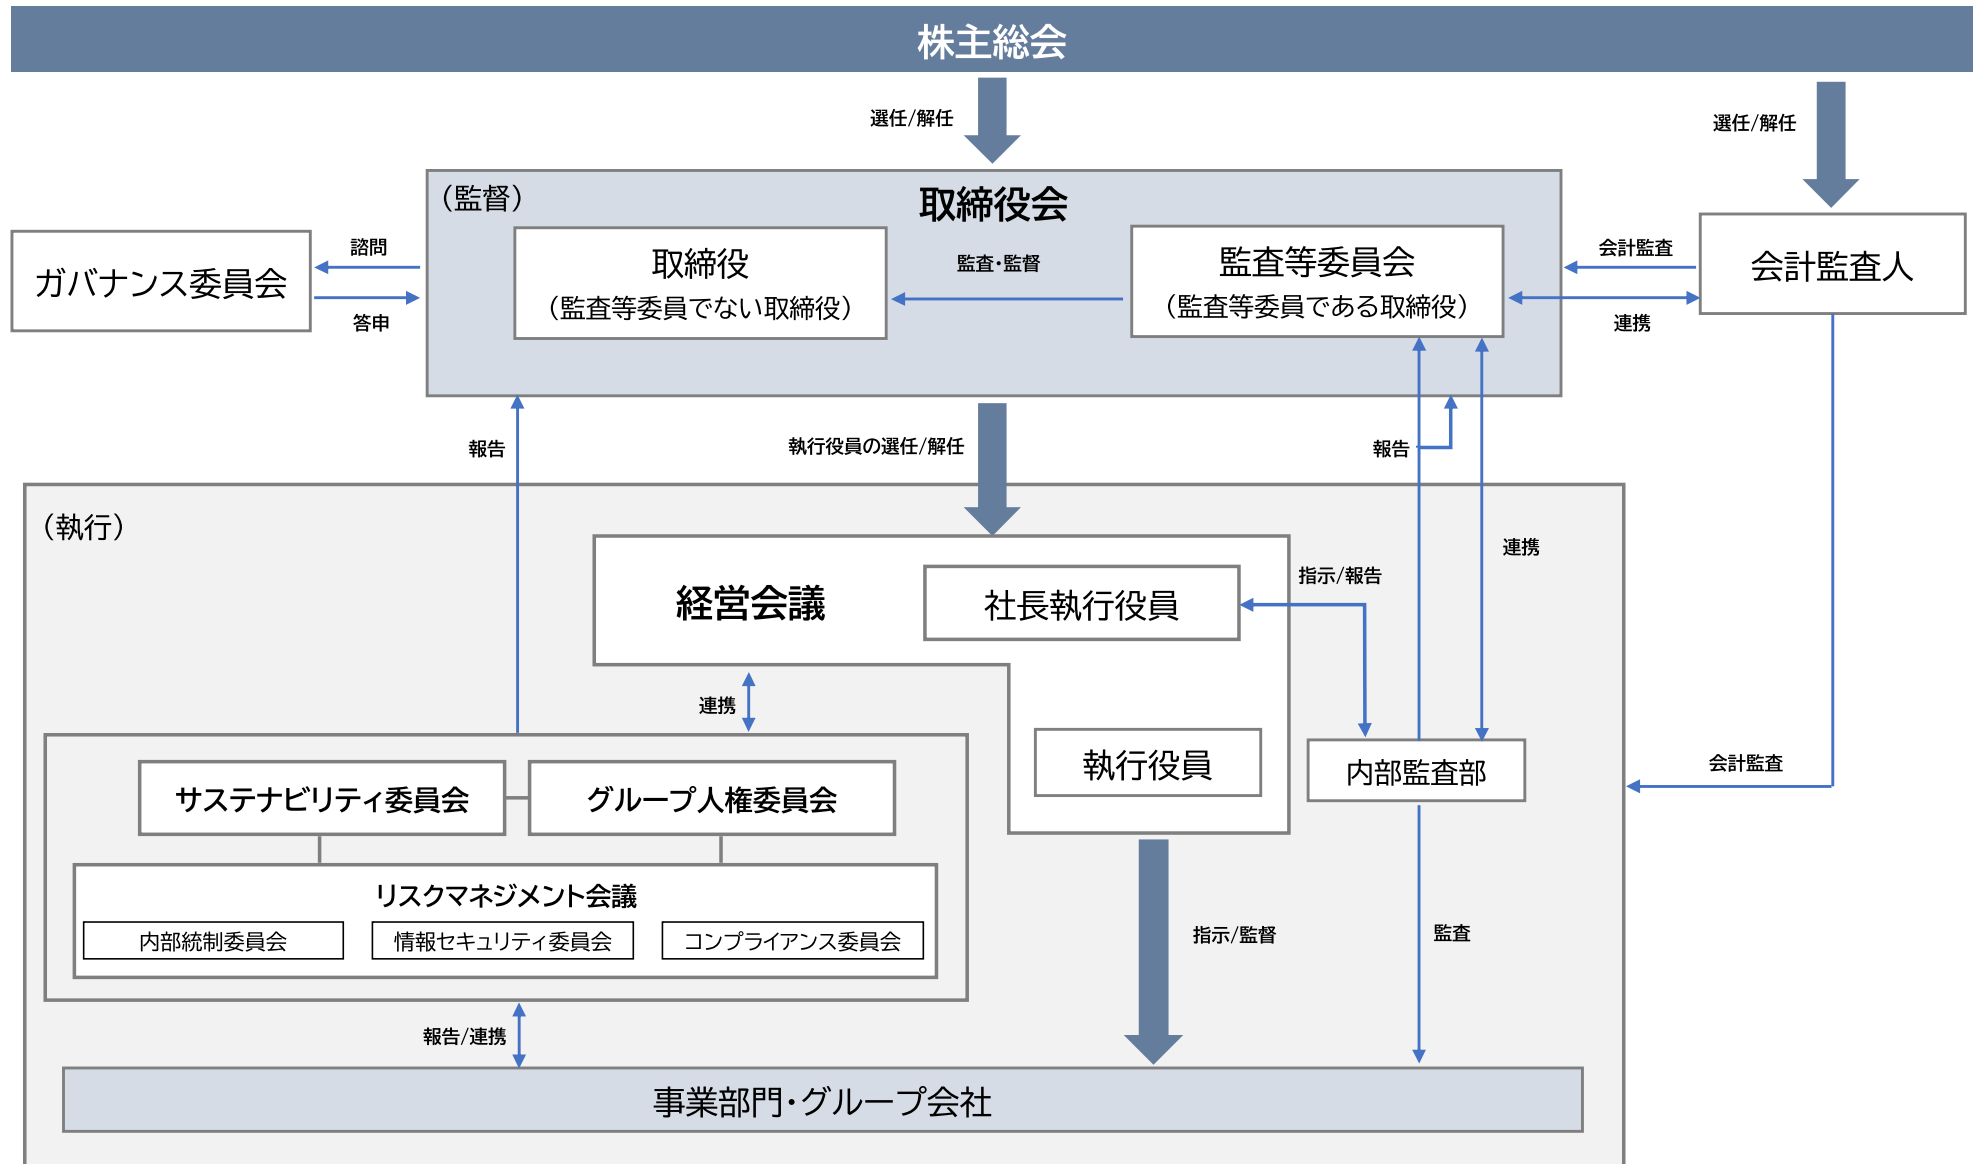 株主総会
選任/解任
選任/解任
（監督）
取締役会
ガバナンス委員会
諮問
答申
取締役
（監査等委員でない取締役）
監査・監督
監査等委員会
（監査等委員である取締役）
会計監査
連携
会計監査人
報告
執行役員の選任/解任
報告
（執行）
経営会議
社長執行役員
指示/報告
連携
連携
執行役員
内部監査部
会計監査
サステナビリティ委員会
グループ人権委員会
リスクマネジメント会議
内部統制委員会
情報セキュリティ委員会
コンプライアンス委員会
指示/監督
監査
報告/連携
事業部門・グループ会社